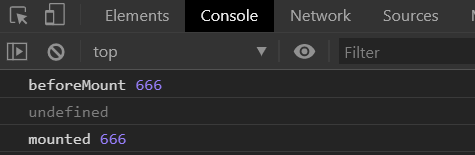 Elements Console Network Sources
top Filter
beforeMount 666
undefined
mounted 666